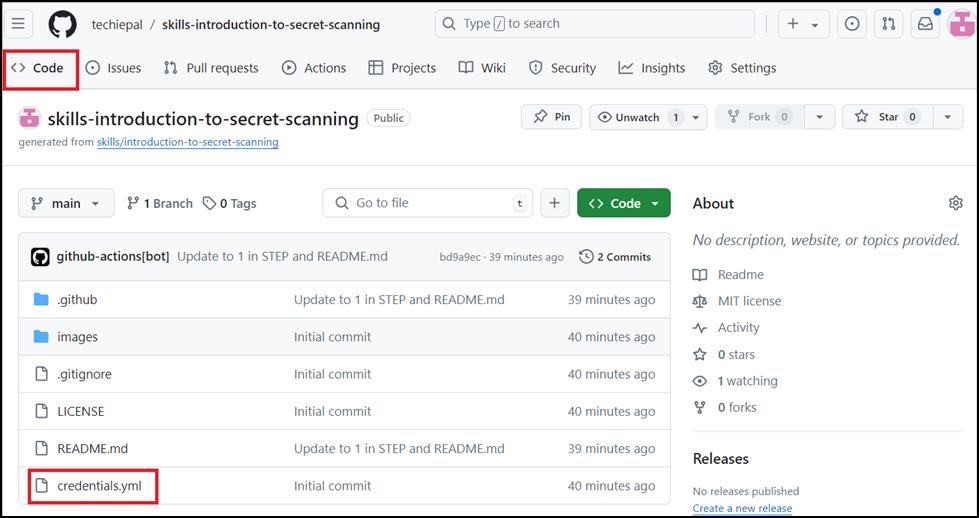 techiepal / skills-introduction-to-secret-scanning Type / to search
Code Issues Pull requests Actions Projects Wiki Security Insights Settings
skills-introduction-to-secret-scanning Public Pin Unwatch 1 Fork 0 Star 0
generated from skills/introduction-to-secret-scanning
main 1 Branch 0 Tags Go to file t Code
github-actions[bot] Update to 1 in STEP and README.md bd9a9ec · 39 minutes ago 2 Commits
.github Update to 1 in STEP and README.md 39 minutes ago
images Initial commit 40 minutes ago
.gitignore Initial commit 40 minutes ago
LICENSE Initial commit 40 minutes ago
README.md Update to 1 in STEP and README.md 39 minutes ago
credentials.yml Initial commit 40 minutes ago
About
No description, website, or topics provided.
Readme
MIT license
Activity
0 stars
1 watching
0 forks
Releases
No releases published
Create a new release